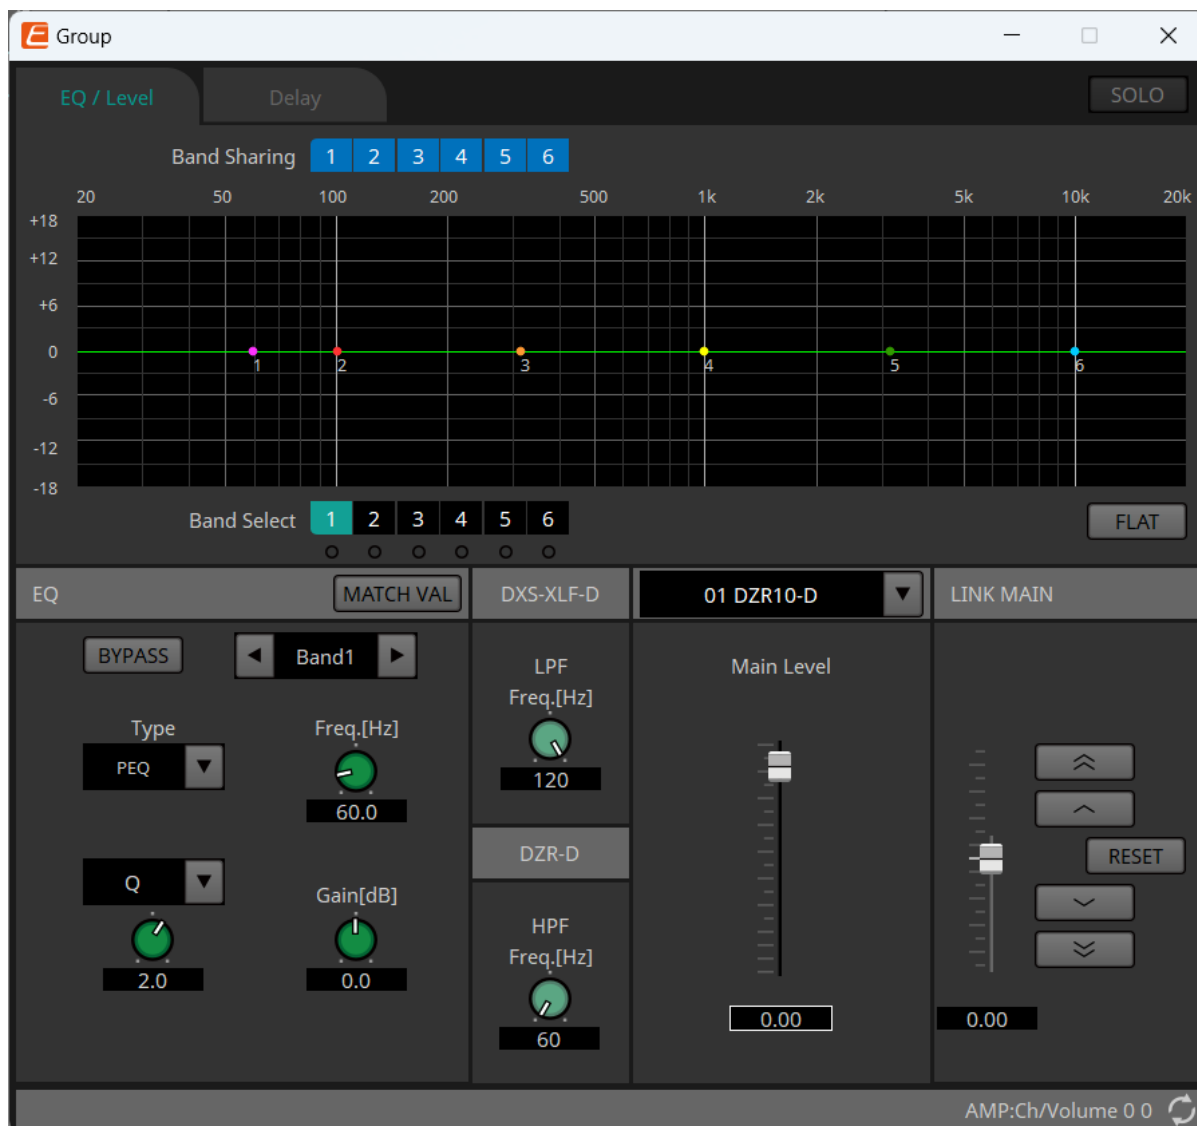 Group
EQ / Level
Delay
SOLO
Band Sharing 1 2 3 4 5 6
20 50 100 200 500 1k 2k 5k 10k 20k
+18
+12
+6
0
-6
-12
-18
1 2 3 4 5 6
Band Select 1 2 3 4 5 6
FLAT
EQ
MATCH VAL
BYPASS
Band1
Type
PEQ
Freq.[Hz]
60.0
Q
2.0
Gain[dB]
0.0
DXS-XLF-D
LPF
Freq.[Hz]
120
DZR-D
HPF
Freq.[Hz]
60
01 DZR10-D
Main Level
0.00
LINK MAIN
RESET
0.00
AMP:Ch/Volume 0 0